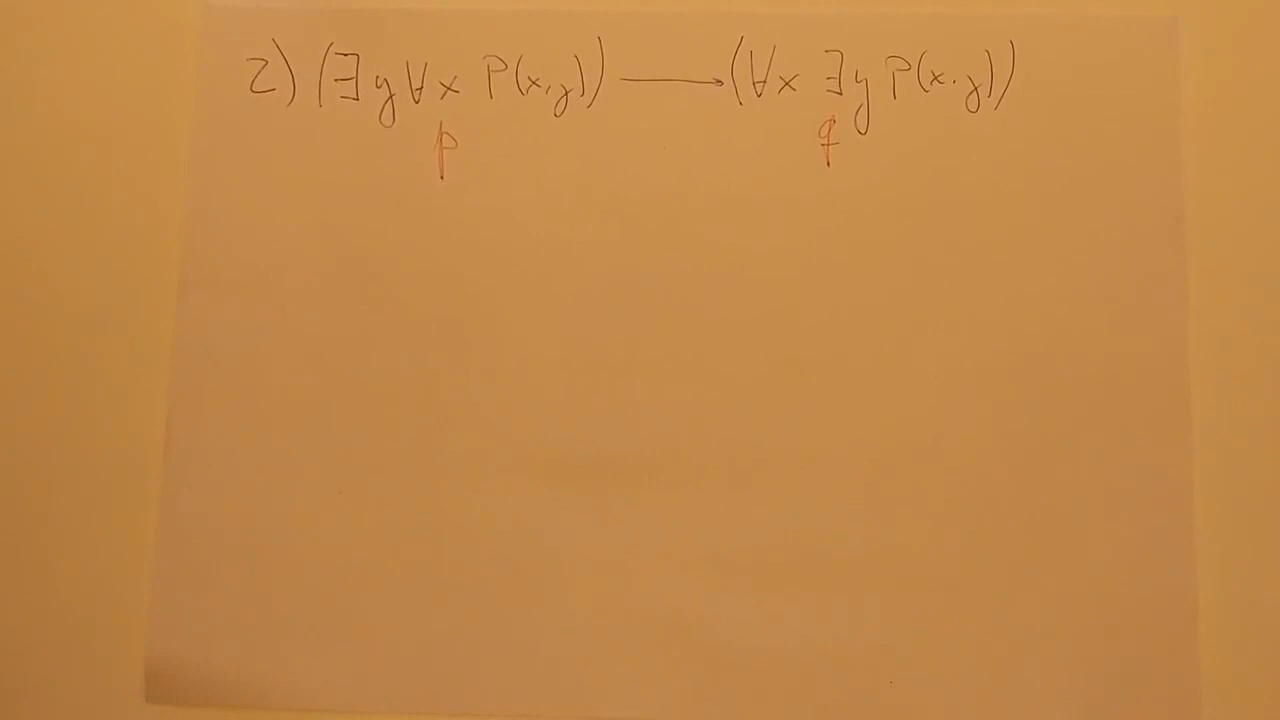 2) (∃y∀x P(x,y)) ⟶ (∀x ∃y P(x,y))
p q